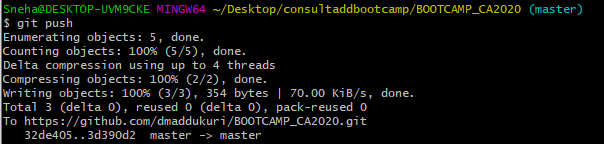 Sneha@DESKTOP-UVM9CKE MINGW64 ~/Desktop/consultaddbootcamp/BOOTCAMP_CA2020 (master)
$ git push
Enumerating objects: 5, done.
Counting objects: 100% (5/5), done.
Delta compression using up to 4 threads
Compressing objects: 100% (2/2), done.
Writing objects: 100% (3/3), 354 bytes | 70.00 KiB/s, done.
Total 3 (delta 0), reused 0 (delta 0), pack-reused 0
To https://github.com/dmaddukuri/BOOTCAMP_CA2020.git
   32de405..3d390d2  master -> master